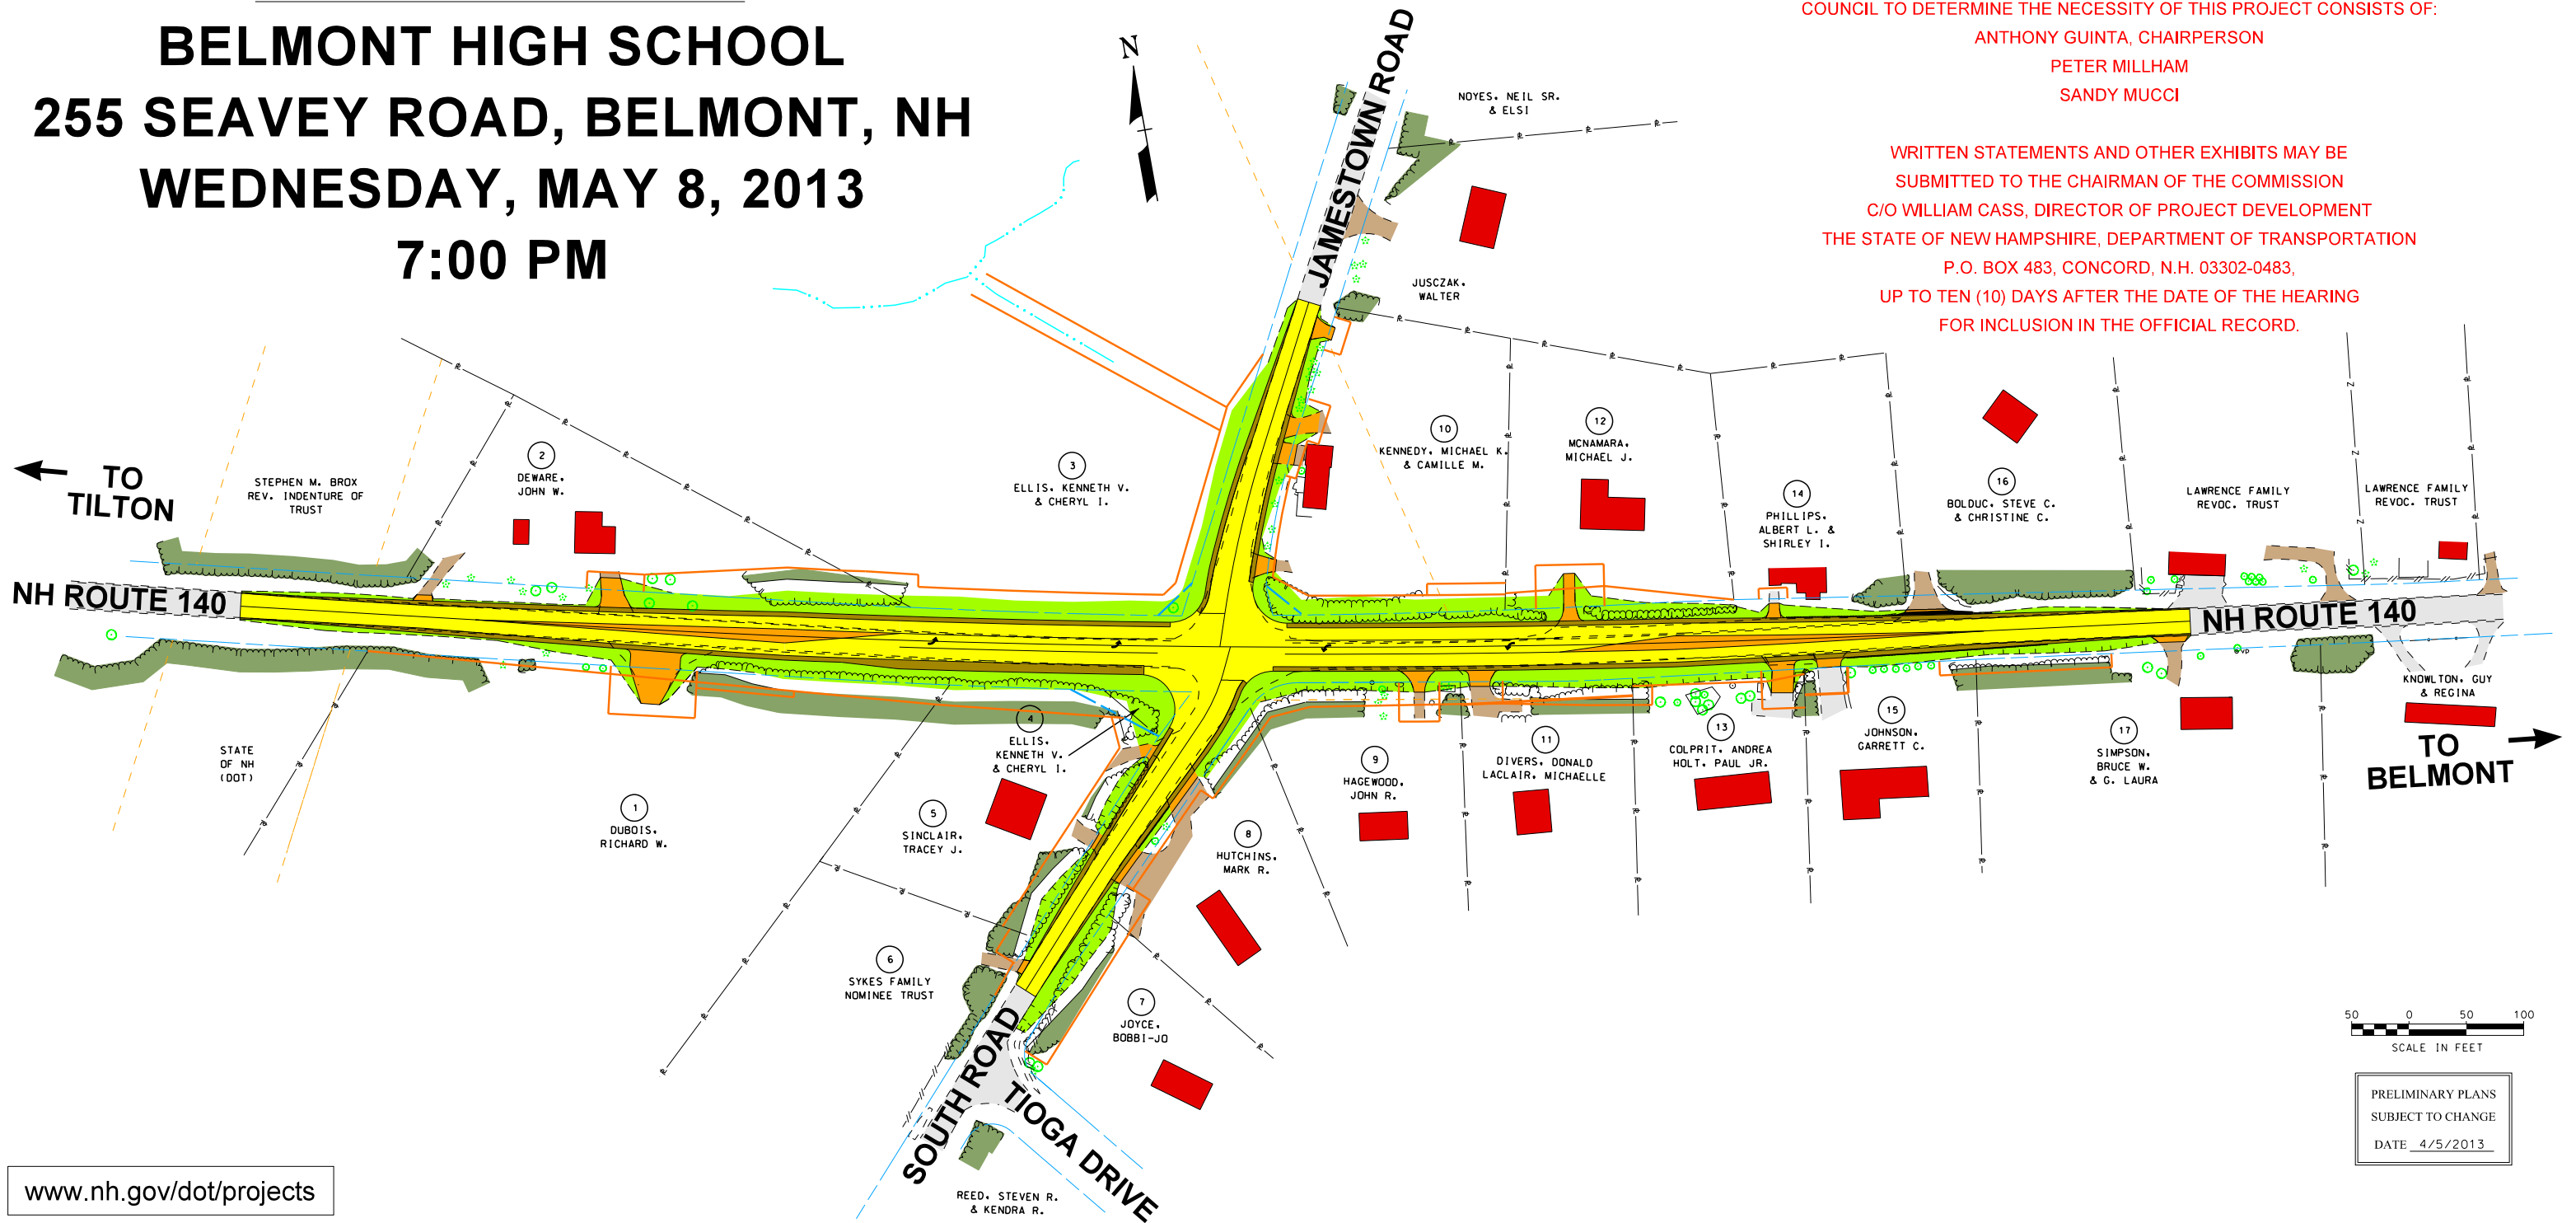 BELMONT HIGH SCHOOL
255 SEAVEY ROAD, BELMONT, NH
WEDNESDAY, MAY 8, 2013
7:00 PM
COUNCIL TO DETERMINE THE NECESSITY OF THIS PROJECT CONSISTS OF:
ANTHONY GUINTA, CHAIRPERSON
PETER MILLHAM
SANDY MUCCI
WRITTEN STATEMENTS AND OTHER EXHIBITS MAY BE
SUBMITTED TO THE CHAIRMAN OF THE COMMISSION
C/O WILLIAM CASS, DIRECTOR OF PROJECT DEVELOPMENT
THE STATE OF NEW HAMPSHIRE, DEPARTMENT OF TRANSPORTATION
P.O. BOX 483, CONCORD, N.H. 03302-0483,
UP TO TEN (10) DAYS AFTER THE DATE OF THE HEARING
FOR INCLUSION IN THE OFFICIAL RECORD.
N
JAMESTOWN ROAD
NOYES, NEIL SR.
& ELSI
JUSCZAK,
WALTER
TO
TILTON
STEPHEN M. BROX
REV. INDENTURE OF
TRUST
2
DEWARE,
JOHN W.
3
ELLIS, KENNETH V.
& CHERYL I.
10
KENNEDY, MICHAEL K.
& CAMILLE M.
12
MCNAMARA,
MICHAEL J.
14
PHILLIPS,
ALBERT L. &
SHIRLEY I.
16
BOLDUC, STEVE C.
& CHRISTINE C.
LAWRENCE FAMILY
REVOC. TRUST
LAWRENCE FAMILY
REVOC. TRUST
NH ROUTE 140
NH ROUTE 140
STATE
OF NH
(DOT)
1
DUBOIS,
RICHARD W.
4
ELLIS,
KENNETH V.
& CHERYL I.
5
SINCLAIR,
TRACEY J.
6
SYKES FAMILY
NOMINEE TRUST
7
JOYCE,
BOBBI-JO
8
HUTCHINS,
MARK R.
9
HAGEWOOD,
JOHN R.
11
DIVERS, DONALD
LACLAIR, MICHAELLE
13
COLPRIT, ANDREA
HOLT, PAUL JR.
15
JOHNSON,
GARRETT C.
17
SIMPSON,
BRUCE W.
& G. LAURA
KNOWLTON, GUY
& REGINA
TO
BELMONT
SOUTH ROAD
TIOGA DRIVE
REED, STEVEN R.
& KENDRA R.
50 0 50 100
SCALE IN FEET
PRELIMINARY PLANS
SUBJECT TO CHANGE
DATE 4/5/2013
www.nh.gov/dot/projects